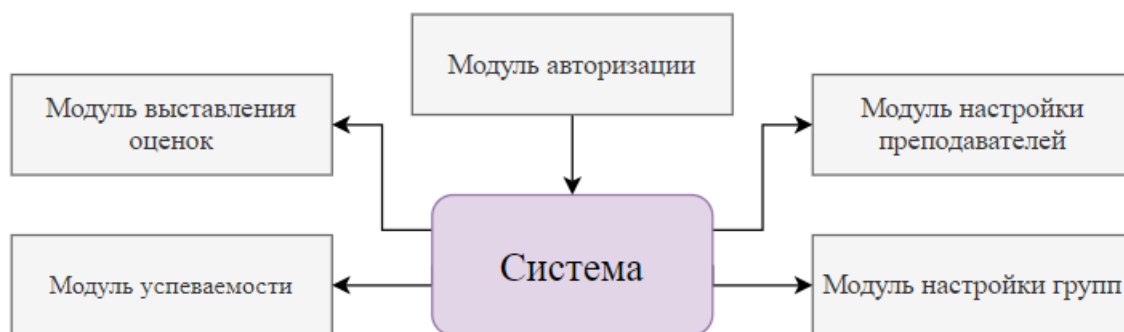 Модуль авторизации
Модуль выставления
оценок
Модуль настройки
преподавателей
Система
Модуль успеваемости
Модуль настройки групп